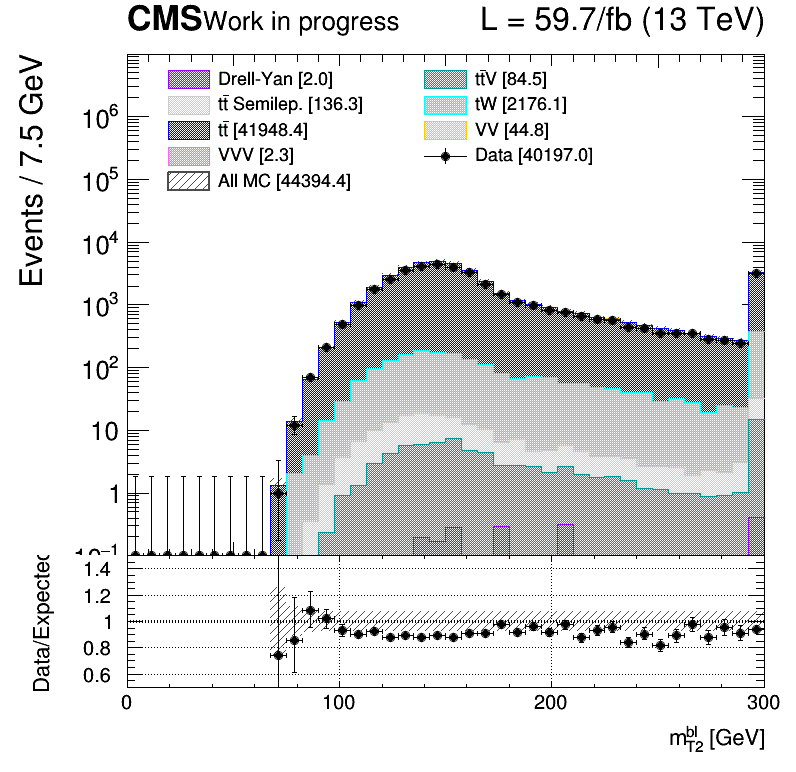 CMS Work in progress L = 59.7/fb (13 TeV)
Events / 7.5 GeV
Drell-Yan [2.0] tt̄V [84.5]
tt̄ Semilep. [136.3] tW [2176.1]
tt̄ [41948.4] VV [44.8]
VVV [2.3] Data [40197.0]
All MC [44394.4]
10⁶
10⁵
10⁴
10³
10²
10
1
10⁻¹
Data/Expected
1.4
1.2
1
0.8
0.6
0 100 200 300
m_T2^bl [GeV]